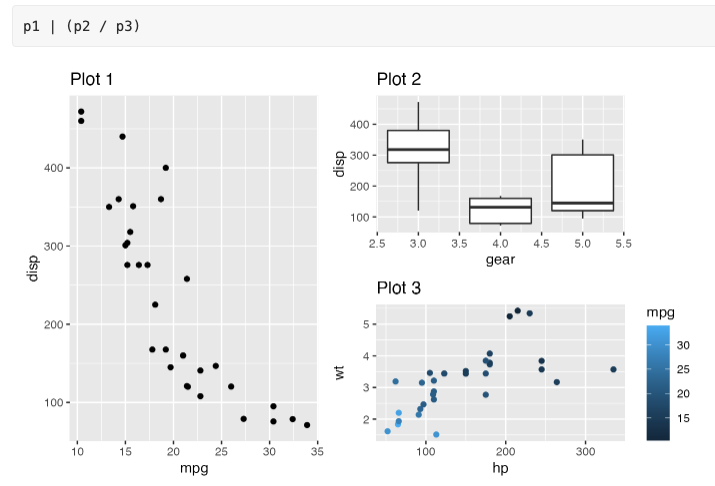 p1 | (p2 / p3)
Plot 1
400
300
200
100
disp
10 15 20 25 30 35
mpg
Plot 2
400
300
200
100
disp
2.5 3.0 3.5 4.0 4.5 5.0 5.5
gear
Plot 3
5
4
3
2
wt
100 200 300
hp
mpg
30
25
20
15